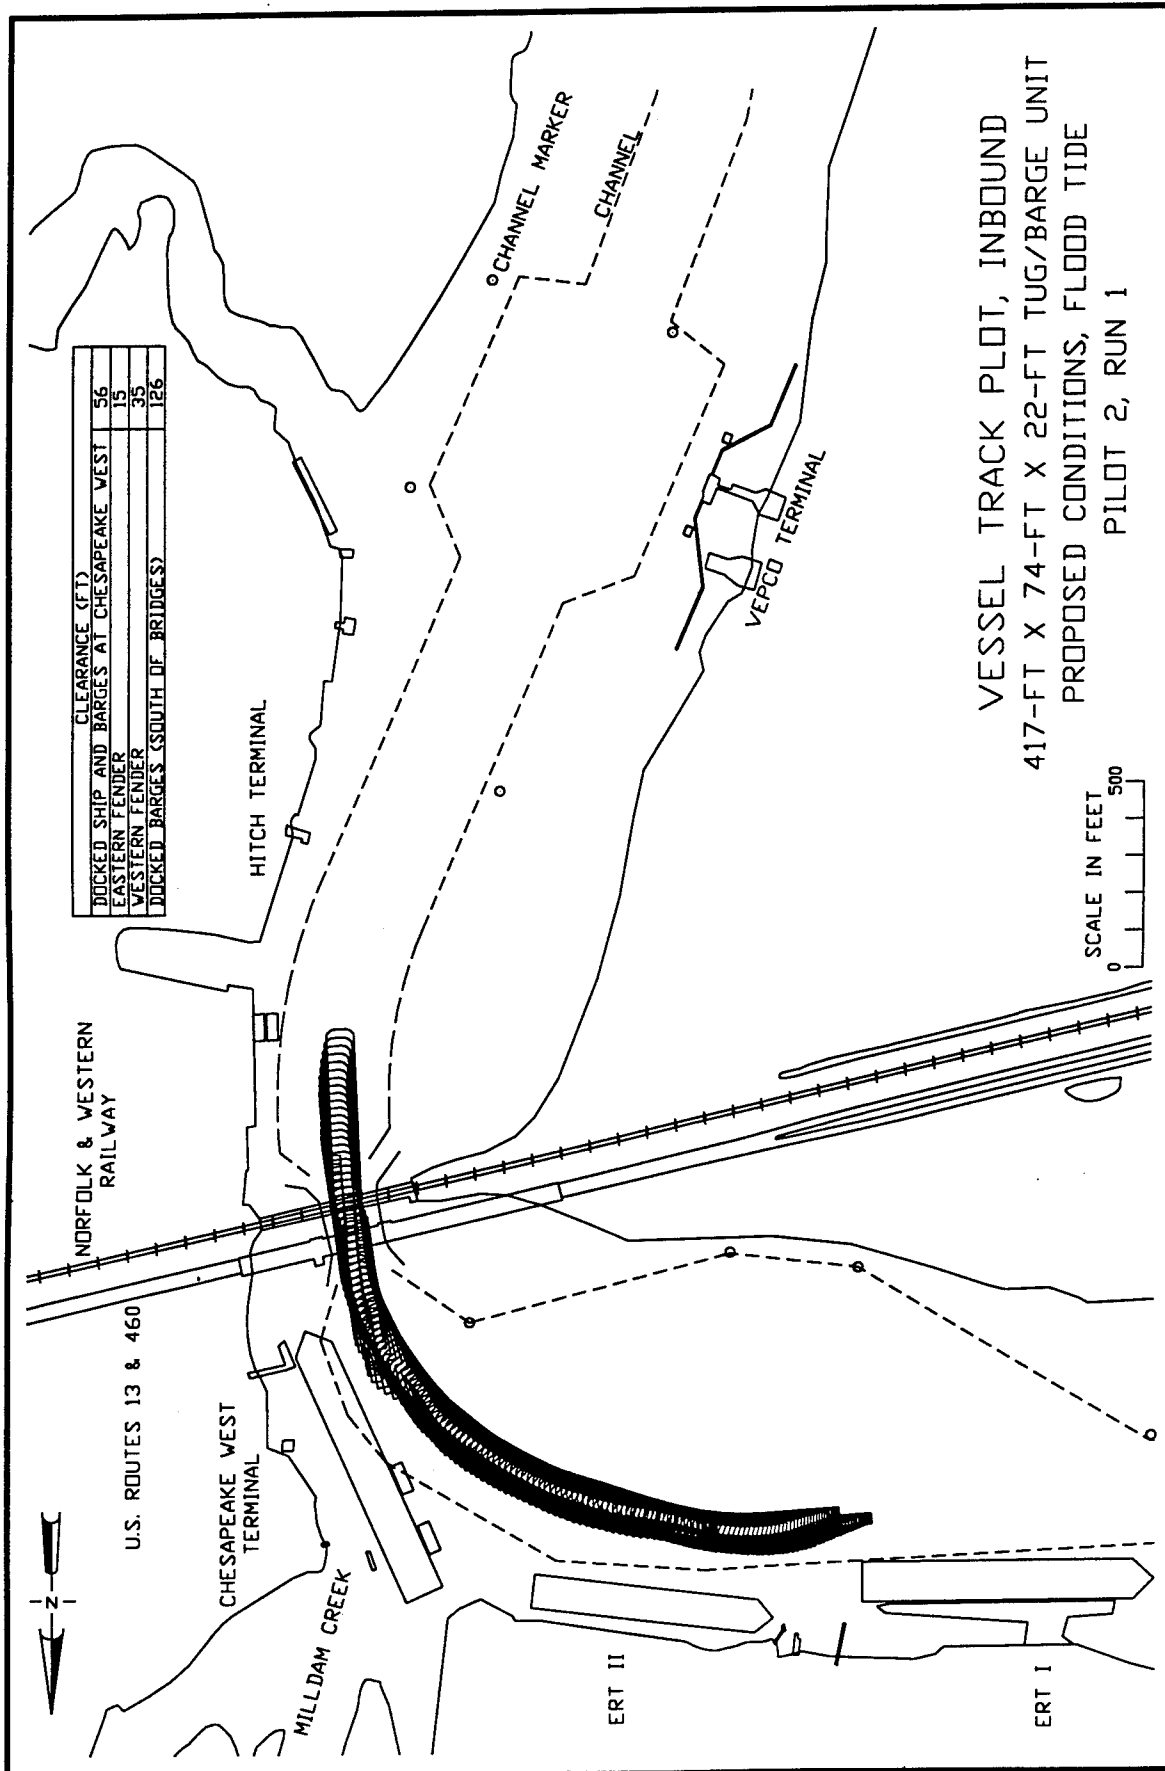 CLEARANCE (FT)
DOCKED SHIP AND BARGES AT CHESAPEAKE WEST 56
EASTERN FENDER 15
WESTERN FENDER 35
DOCKED BARGES (SOUTH OF BRIDGES) 126
NORFOLK & WESTERN
RAILWAY
U.S. ROUTES 13 & 460
HITCH TERMINAL
CHANNEL MARKER
CHANNEL
CHESAPEAKE WEST
TERMINAL
MILLDAM CREEK
N
ERT II
ERT I
VEPCO TERMINAL
SCALE IN FEET
0 500
VESSEL TRACK PLOT, INBOUND
417-FT X 74-FT X 22-FT TUG/BARGE UNIT
PROPOSED CONDITIONS, FLOOD TIDE
PILOT 2, RUN 1